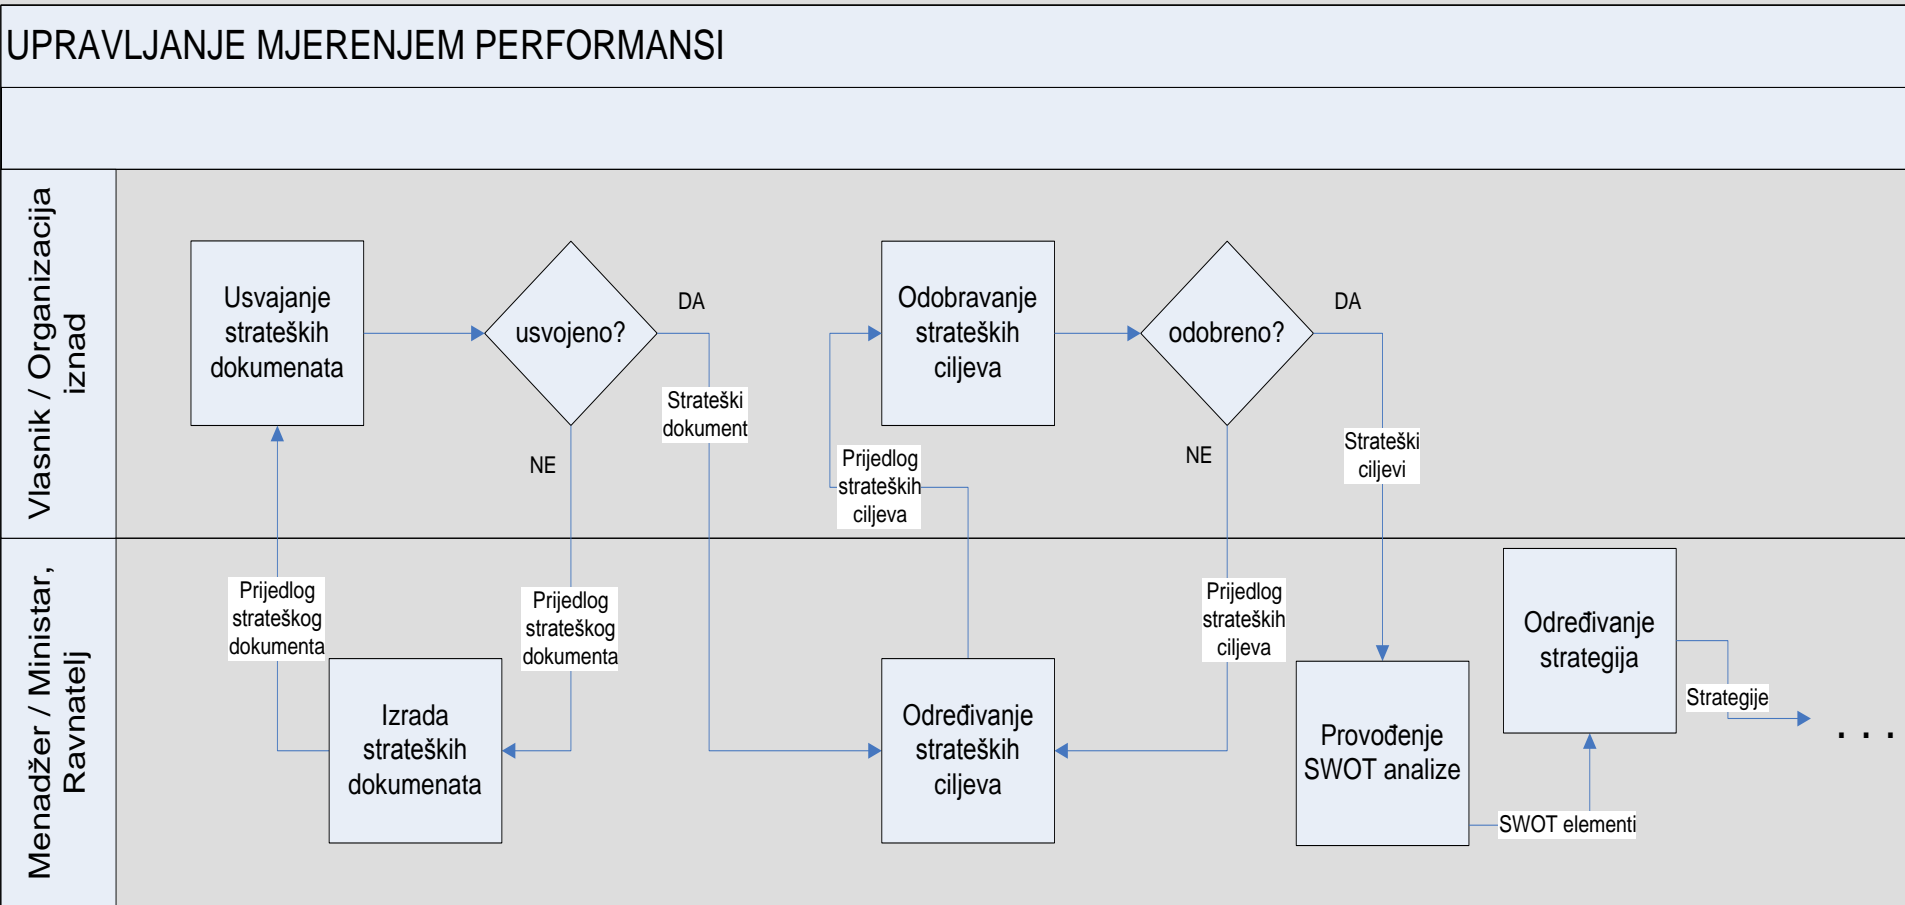 UPRAVLJANJE MJERENJEM PERFORMANSI
Vlasnik / Organizacija
iznad
Usvajanje
strateških
dokumenata
usvojeno?
DA
NE
Strateški
dokument
Odobravanje
strateških
ciljeva
odobreno?
DA
NE
Prijedlog
strateških
ciljeva
Strateški
ciljevi
Menadžer / Ministar,
Ravnatelj
Prijedlog
strateškog
dokumenta
Izrada
strateških
dokumenata
Prijedlog
strateškog
dokumenta
Određivanje
strateških
ciljeva
Prijedlog
strateških
ciljeva
Provođenje
SWOT analize
SWOT elementi
Određivanje
strategija
Strategije
. . .